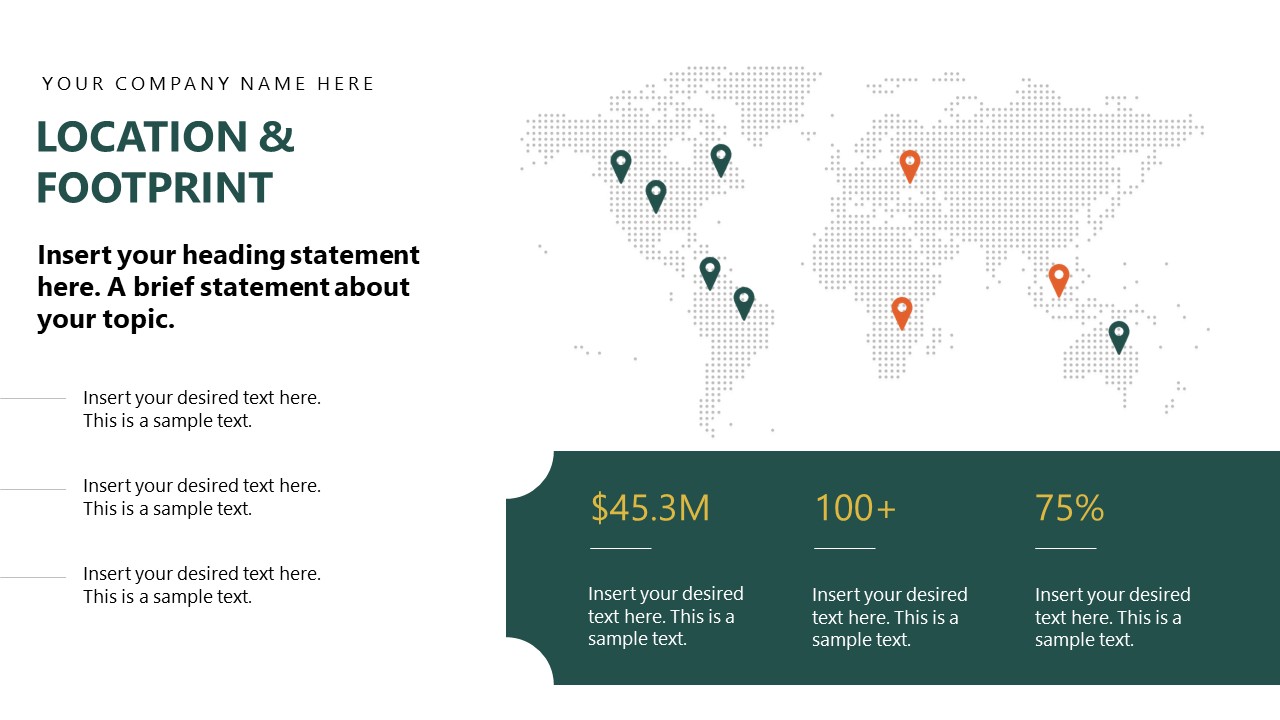 YOUR COMPANY NAME HERE
LOCATION &
FOOTPRINT
Insert your heading statement
here. A brief statement about
your topic.
Insert your desired text here.
This is a sample text.
Insert your desired text here.
This is a sample text.
Insert your desired text here.
This is a sample text.
$45.3M
Insert your desired
text here. This is a
sample text.
100+
Insert your desired
text here. This is a
sample text.
75%
Insert your desired
text here. This is a
sample text.